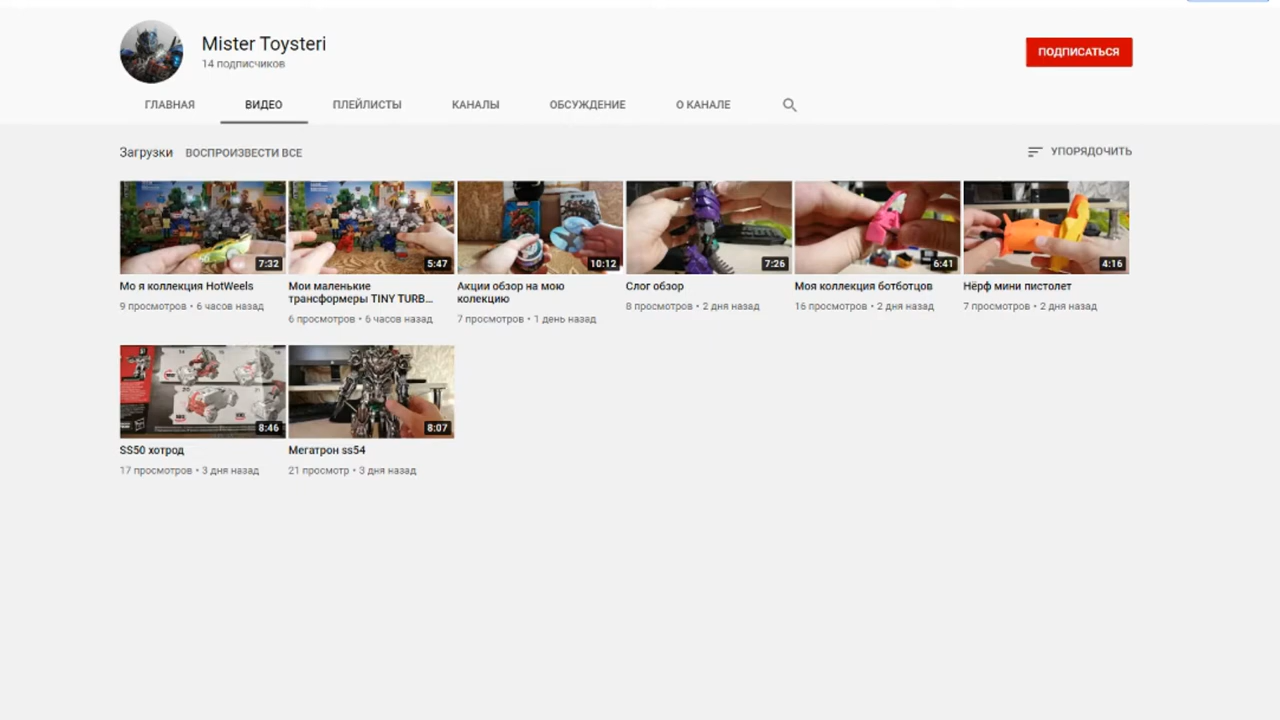 Mister Toysteri
14 подписчиков
ПОДПИСАТЬСЯ
ГЛАВНАЯ ВИДЕО ПЛЕЙЛИСТЫ КАНАЛЫ ОБСУЖДЕНИЕ О КАНАЛЕ
Загрузки ВОСПРОИЗВЕСТИ ВСЕ
УПОРЯДОЧИТЬ
7:32
Мо я коллекция HotWeels
9 просмотров • 6 часов назад
5:47
Мои маленькие
трансформеры TINY TURB...
6 просмотров • 6 часов назад
10:12
Акции обзор на мою
колекцию
7 просмотров • 1 день назад
7:26
Слог обзор
8 просмотров • 2 дня назад
6:41
Моя коллекция ботботцов
16 просмотров • 2 дня назад
4:16
Нёрф мини пистолет
7 просмотров • 2 дня назад
8:46
SS50 хотрод
17 просмотров • 3 дня назад
8:07
Мегатрон ss54
21 просмотр • 3 дня назад